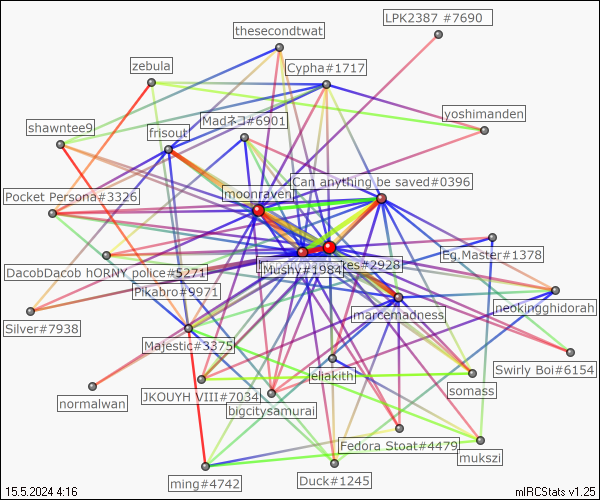 LPK2387 #7690
thesecondtwat
zebula
Cypha#1717
yoshimanden
Madネコ#6901
shawntee9
frisout
Can anything be saved#0396
moonraven
Pocket Persona#3326
Eg.Master#1378
Mushy#1984
es#2928
DacobDacob hORNY police#5271
Pikabro#9971
neokingghidorah
marcemadness
Silver#7938
Majestic#3375
Swirly Boi#6154
eliakith
somass
JKOUYH VIII#7034
normalwan
bigcitysamurai
Fedora Stoat#4479
mukszi
ming#4742
Duck#1245
15.5.2024 4:16
mIRCStats v1.25